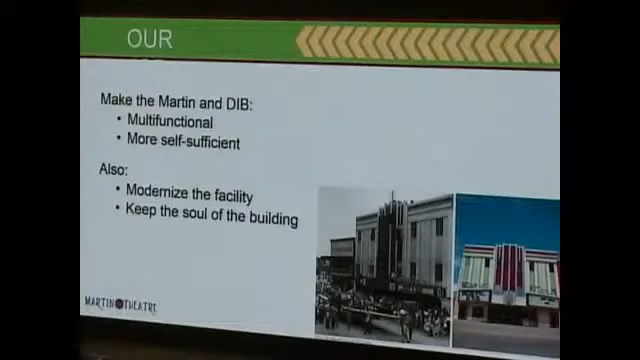 OUR
Make the Martin and DIB:
• Multifunctional
• More self-sufficient
Also:
• Modernize the facility
• Keep the soul of the building
MARTIN THEATRE